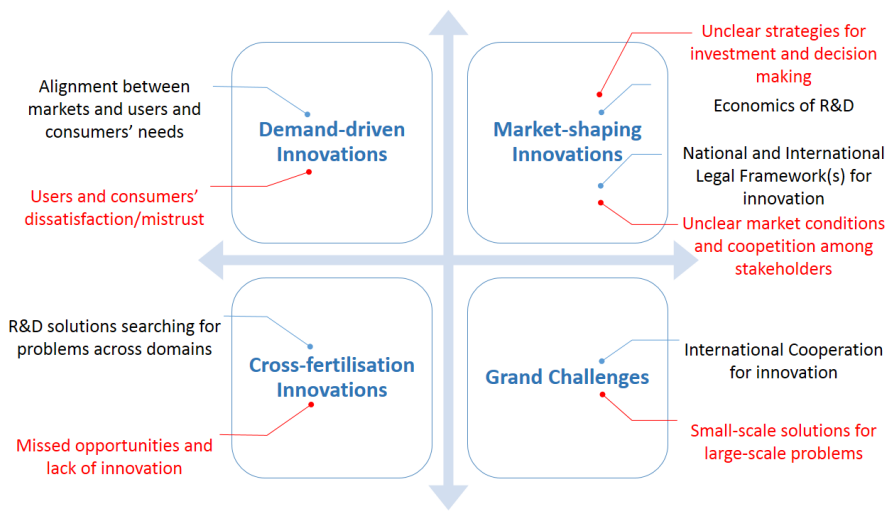 Alignment between
markets and users and
consumers’ needs
Demand-driven
Innovations
Users and consumers’
dissatisfaction/mistrust
Unclear strategies for
investment and decision
making
Economics of R&D
Market-shaping
Innovations
National and International
Legal Framework(s) for
innovation
Unclear market conditions
and coopetition among
stakeholders
R&D solutions searching for
problems across domains
Cross-fertilisation
Innovations
Missed opportunities and
lack of innovation
Grand Challenges
International Cooperation
for innovation
Small-scale solutions for
large-scale problems